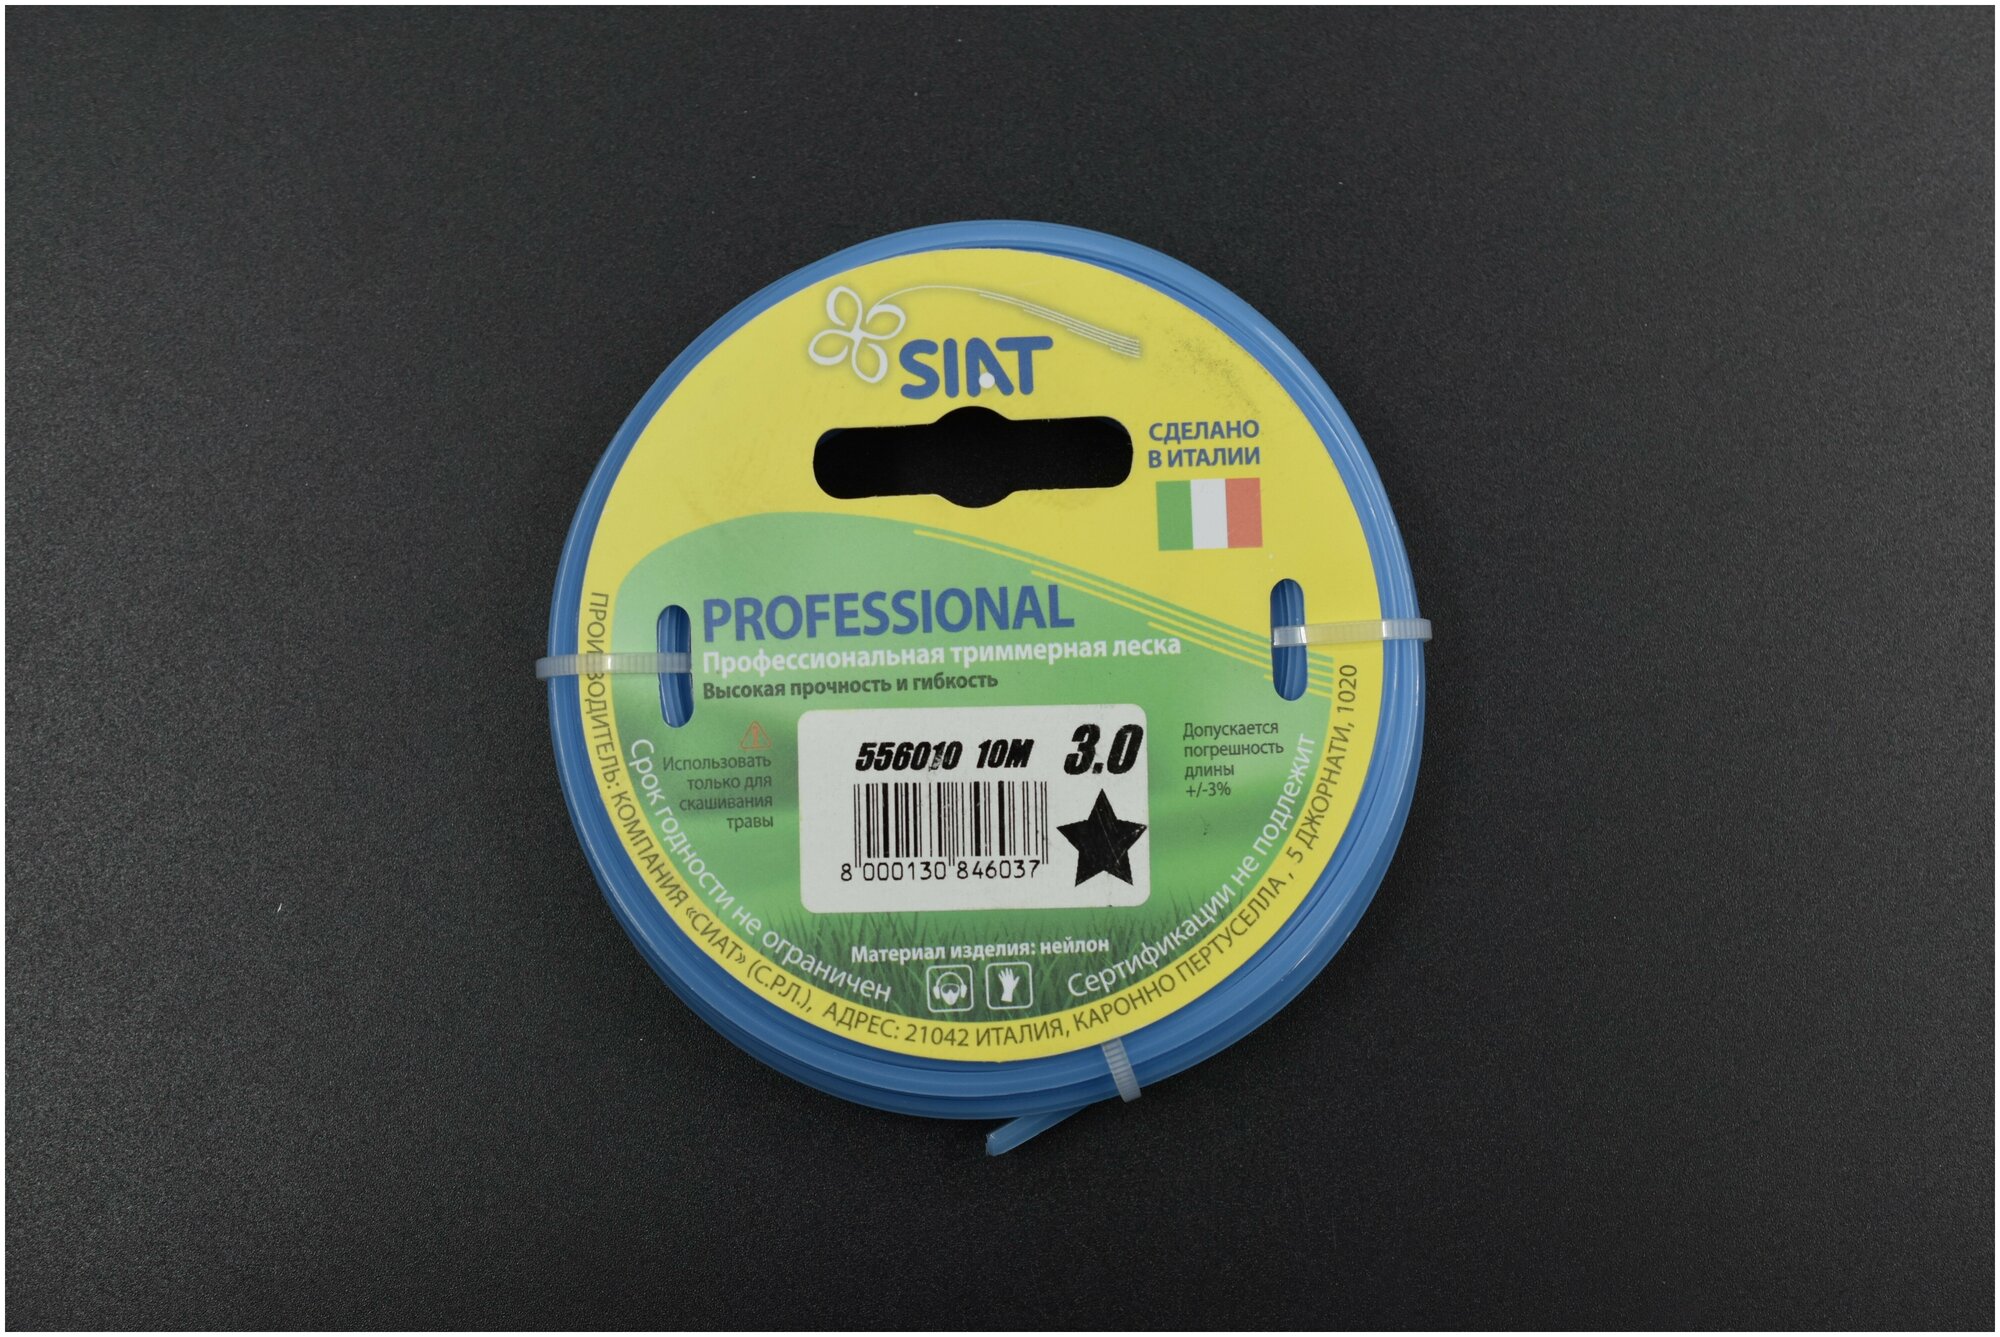 SIAT
СДЕЛАНО
В ИТАЛИИ
PROFESSIONAL
Профессиональная триммерная леска
Высокая прочность и гибкость
Использовать
только для
скашивания
травы
556010 10M 3.0
8 000130 846037
Допускается
погрешность
длины
+/-3%
Материал изделия: нейлон
Срок годности не ограничен
Сертификации не подлежит
ПРОИЗВОДИТЕЛЬ: КОМПАНИЯ «СИАТ» (С.Р.Л.), АДРЕС: 21042 ИТАЛИЯ, КАРОННО ПЕРТУСЕЛЛА, 5 ДЖОРНАТИ, 1020